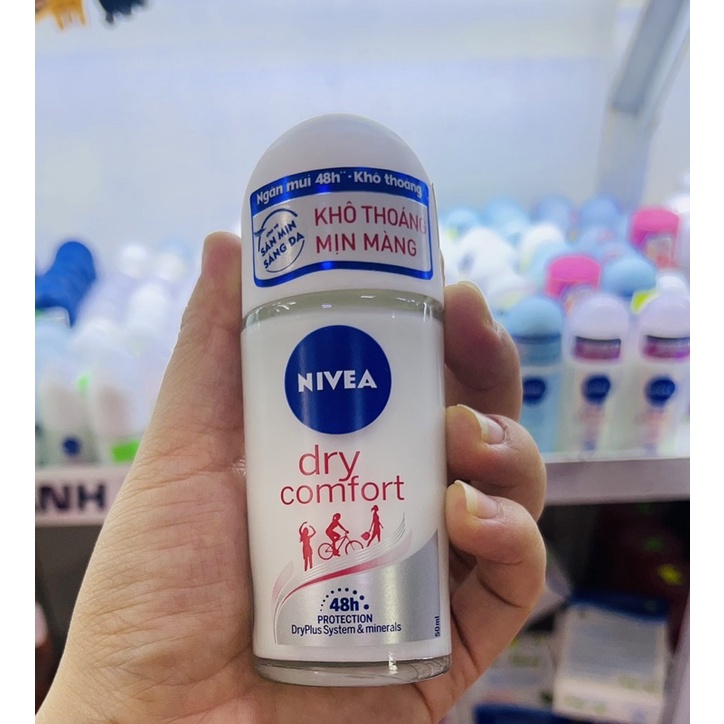 Ngăn mùi 48h** · Khô thoáng
SĂN MỊN
SÁNG DA
KHÔ THOÁNG
MỊN MÀNG
NIVEA
dry
comfort
48h
PROTECTION
DryPlus System & minerals
50ml
ANH